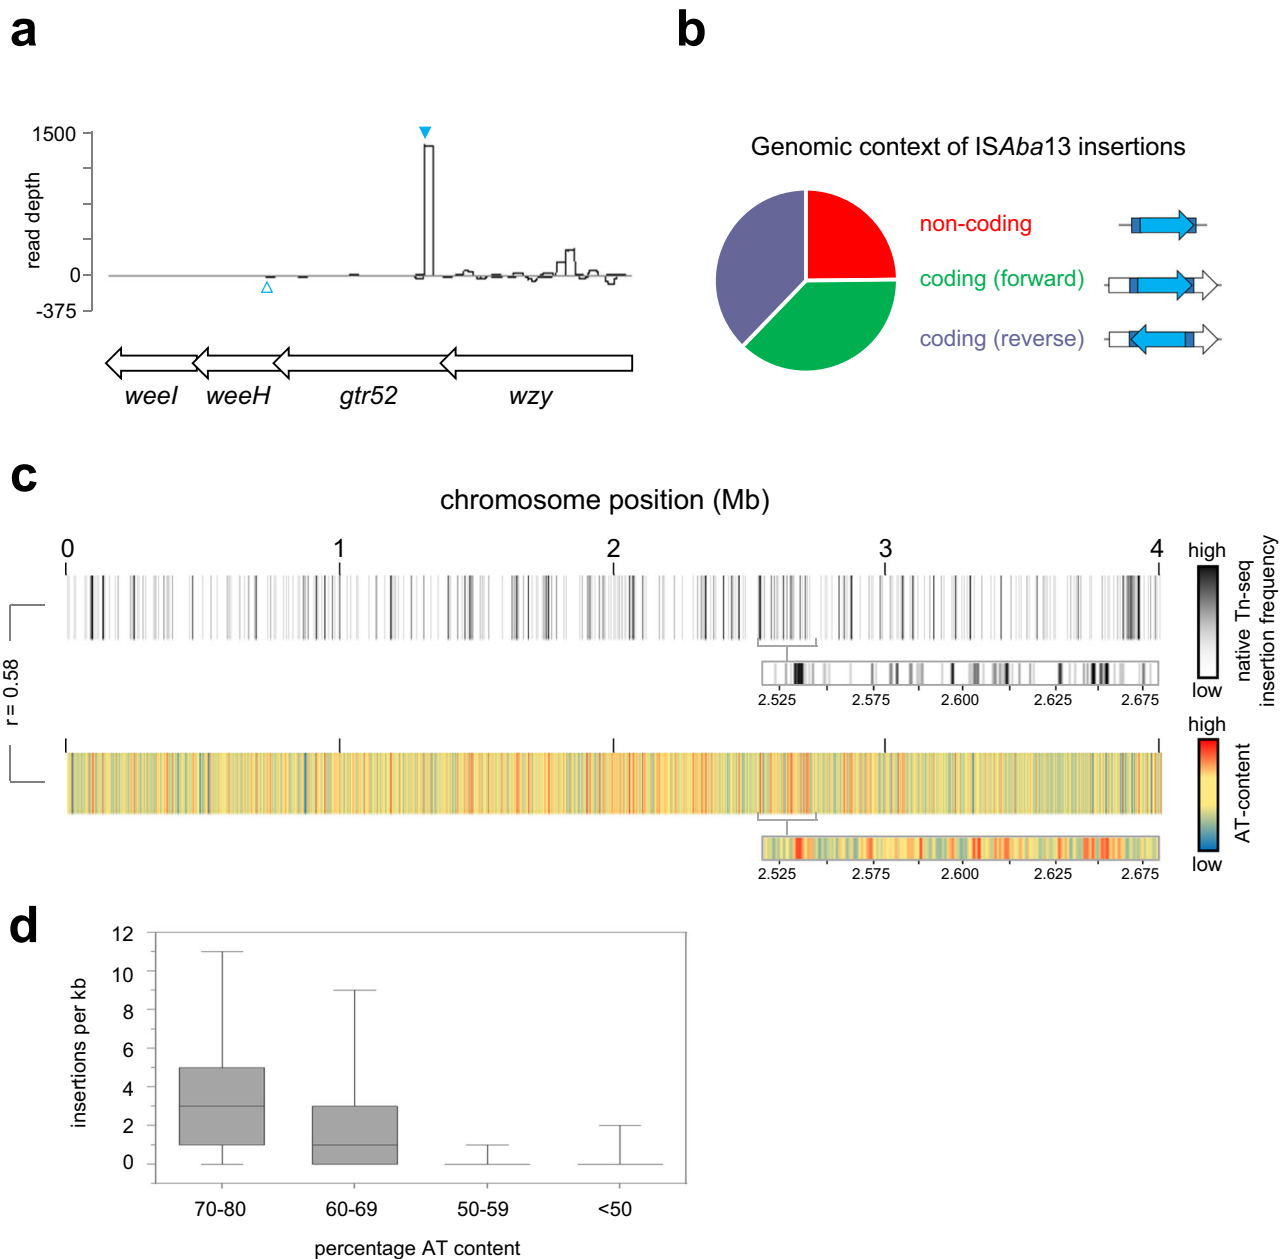 a
1500
0
-375
read depth
weeI
weeH
gtr52
wzy
b
Genomic context of ISAba13 insertions
non-coding
coding (forward)
coding (reverse)
c
chromosome position (Mb)
0 1 2 3 4
r = 0.58
2.525 2.575 2.600 2.625 2.675
high
low
native Tn-seq
insertion frequency
2.525 2.575 2.600 2.625 2.675
high
low
AT-content
d
12
10
8
6
4
2
0
insertions per kb
70-80 60-69 50-59 <50
percentage AT content